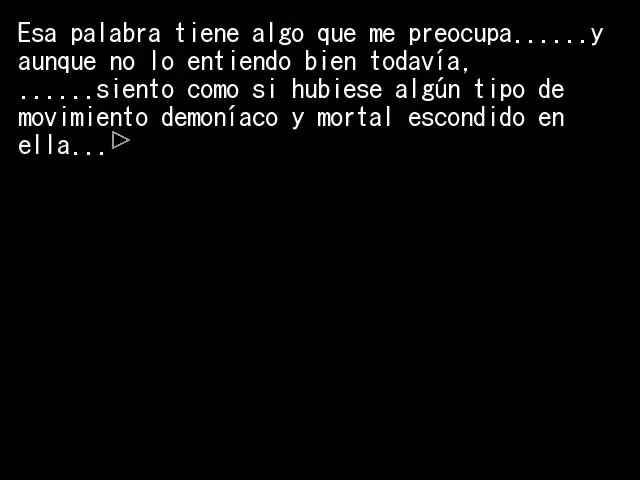 Esa palabra tiene algo que me preocupa......y
aunque no lo entiendo bien todavía,
......siento como si hubiese algún tipo de
movimiento demoníaco y mortal escondido en
ella...